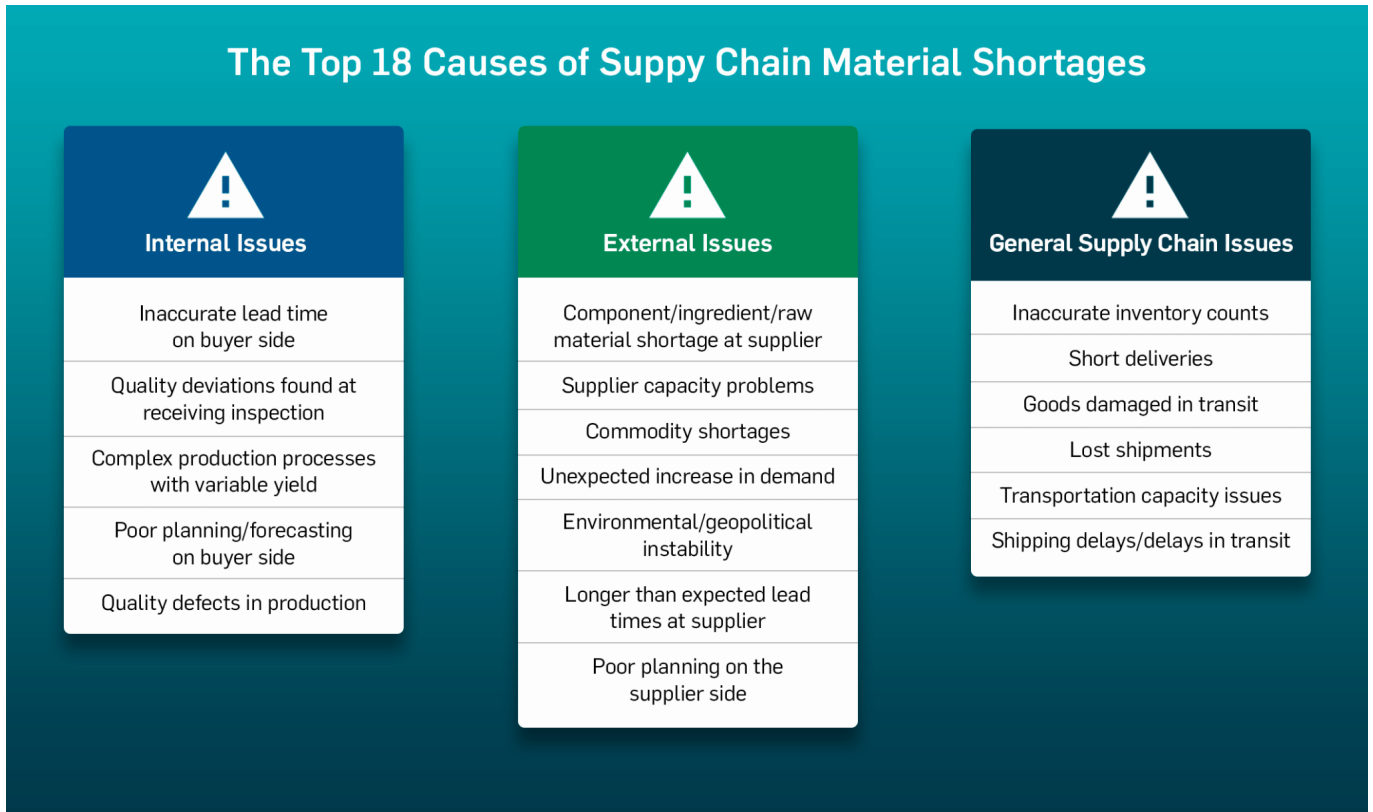 The Top 18 Causes of Suppy Chain Material Shortages
Internal Issues
Inaccurate lead time
on buyer side
Quality deviations found at
receiving inspection
Complex production processes
with variable yield
Poor planning/forecasting
on buyer side
Quality defects in production
External Issues
Component/ingredient/raw
material shortage at supplier
Supplier capacity problems
Commodity shortages
Unexpected increase in demand
Environmental/geopolitical
instability
Longer than expected lead
times at supplier
Poor planning on the
supplier side
General Supply Chain Issues
Inaccurate inventory counts
Short deliveries
Goods damaged in transit
Lost shipments
Transportation capacity issues
Shipping delays/delays in transit